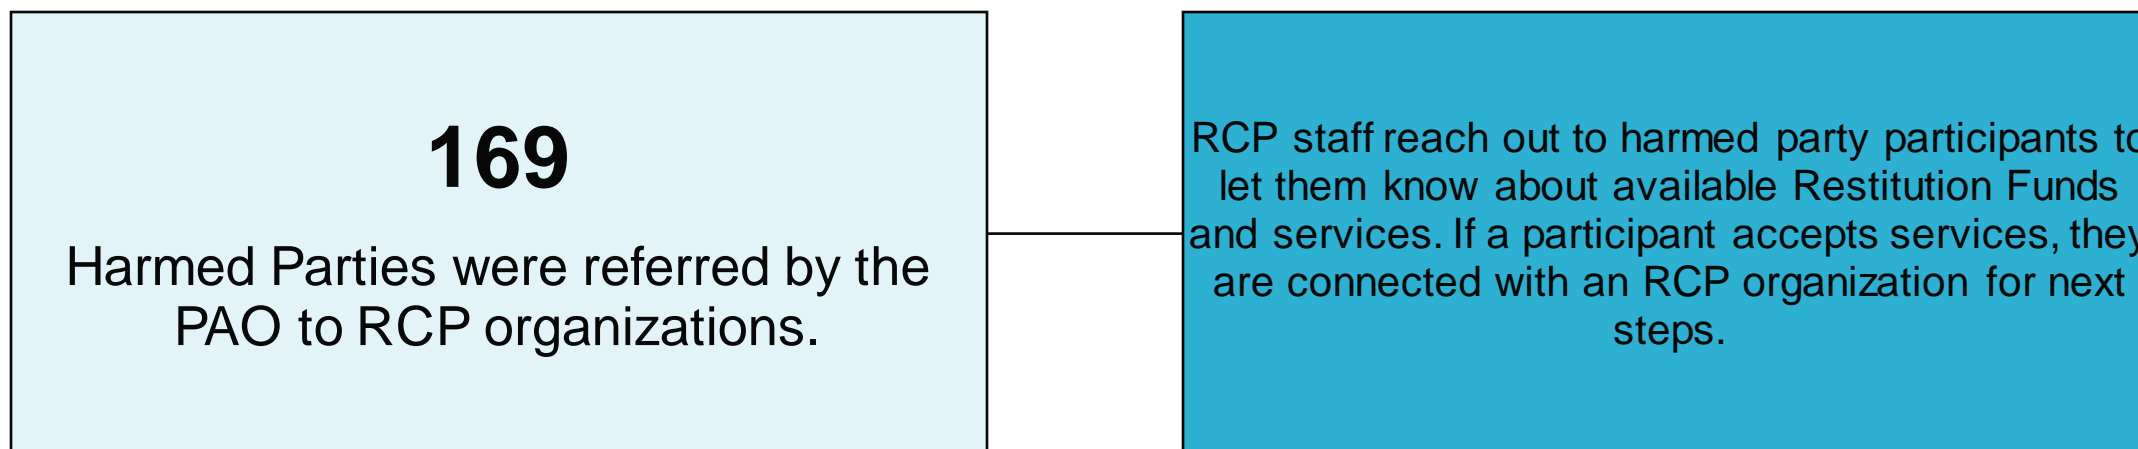 169
Harmed Parties were referred by the
PAO to RCP organizations.
RCP staff reach out to harmed party participants to
let them know about available Restitution Funds
and services. If a participant accepts services, they
are connected with an RCP organization for next
steps.